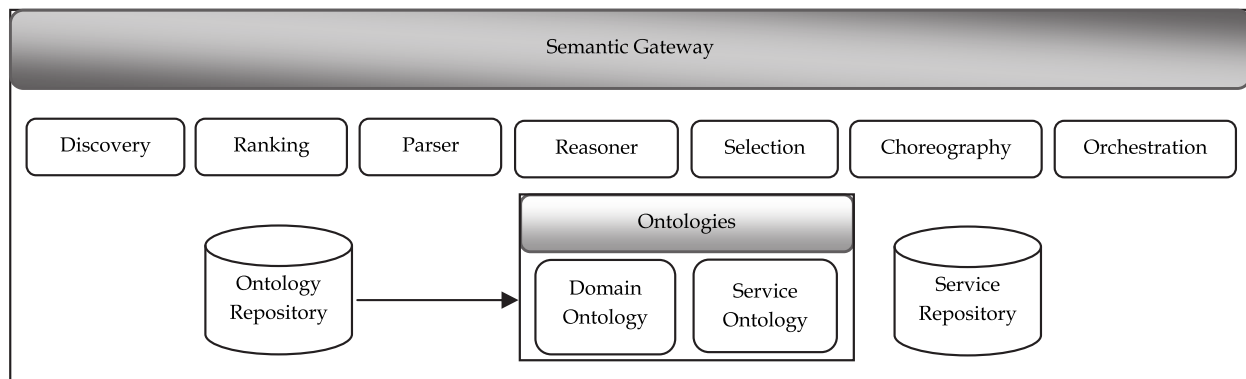 Semantic Gateway
Discovery
Ranking
Parser
Reasoner
Selection
Choreography
Orchestration
Ontologies
Ontology
Repository
Domain
Ontology
Service
Ontology
Service
Repository